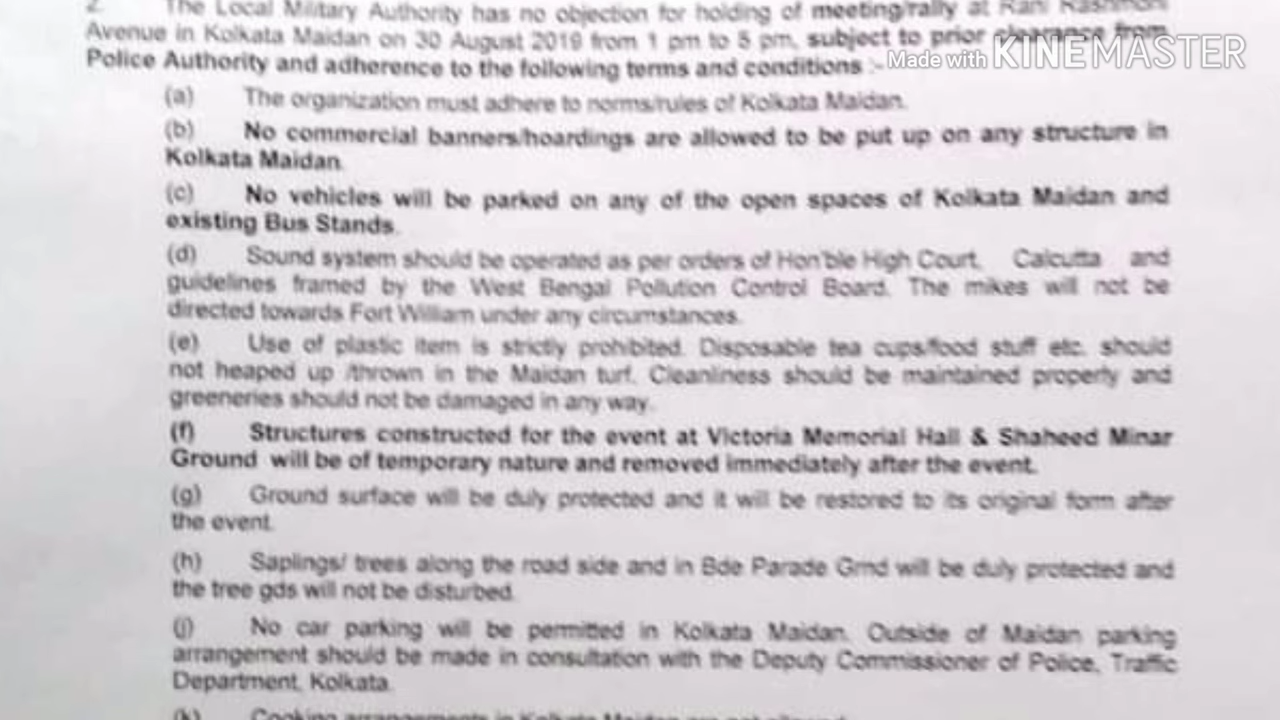 2. The Local Military Authority has no objection for holding of meeting/rally at Rani Rashmoni
Avenue in Kolkata Maidan on 30 August 2019 from 1 pm to 5 pm, subject to prior clearance from
Police Authority and adherence to the following terms and conditions :-
Made with KINEMASTER
(a) The organization must adhere to norms/rules of Kolkata Maidan.
(b) No commercial banners/hoardings are allowed to be put up on any structure in
Kolkata Maidan.
(c) No vehicles will be parked on any of the open spaces of Kolkata Maidan and
existing Bus Stands.
(d) Sound system should be operated as per orders of Hon'ble High Court, Calcutta and
guidelines framed by the West Bengal Pollution Control Board. The mikes will not be
directed towards Fort William under any circumstances.
(e) Use of plastic item is strictly prohibited. Disposable tea cups/food stuff etc. should
not heaped up /thrown in the Maidan turf. Cleanliness should be maintained properly and
greeneries should not be damaged in any way.
(f) Structures constructed for the event at Victoria Memorial Hall & Shaheed Minar
Ground will be of temporary nature and removed immediately after the event.
(g) Ground surface will be duly protected and it will be restored to its original form after
the event.
(h) Saplings/ trees along the road side and in Bde Parade Grnd will be duly protected and
the tree gds will not be disturbed.
(j) No car parking will be permitted in Kolkata Maidan. Outside of Maidan parking
arrangement should be made in consultation with the Deputy Commissioner of Police, Traffic
Department, Kolkata.
(k) Cooking arrangements in Kolkata Maidan are not allowed